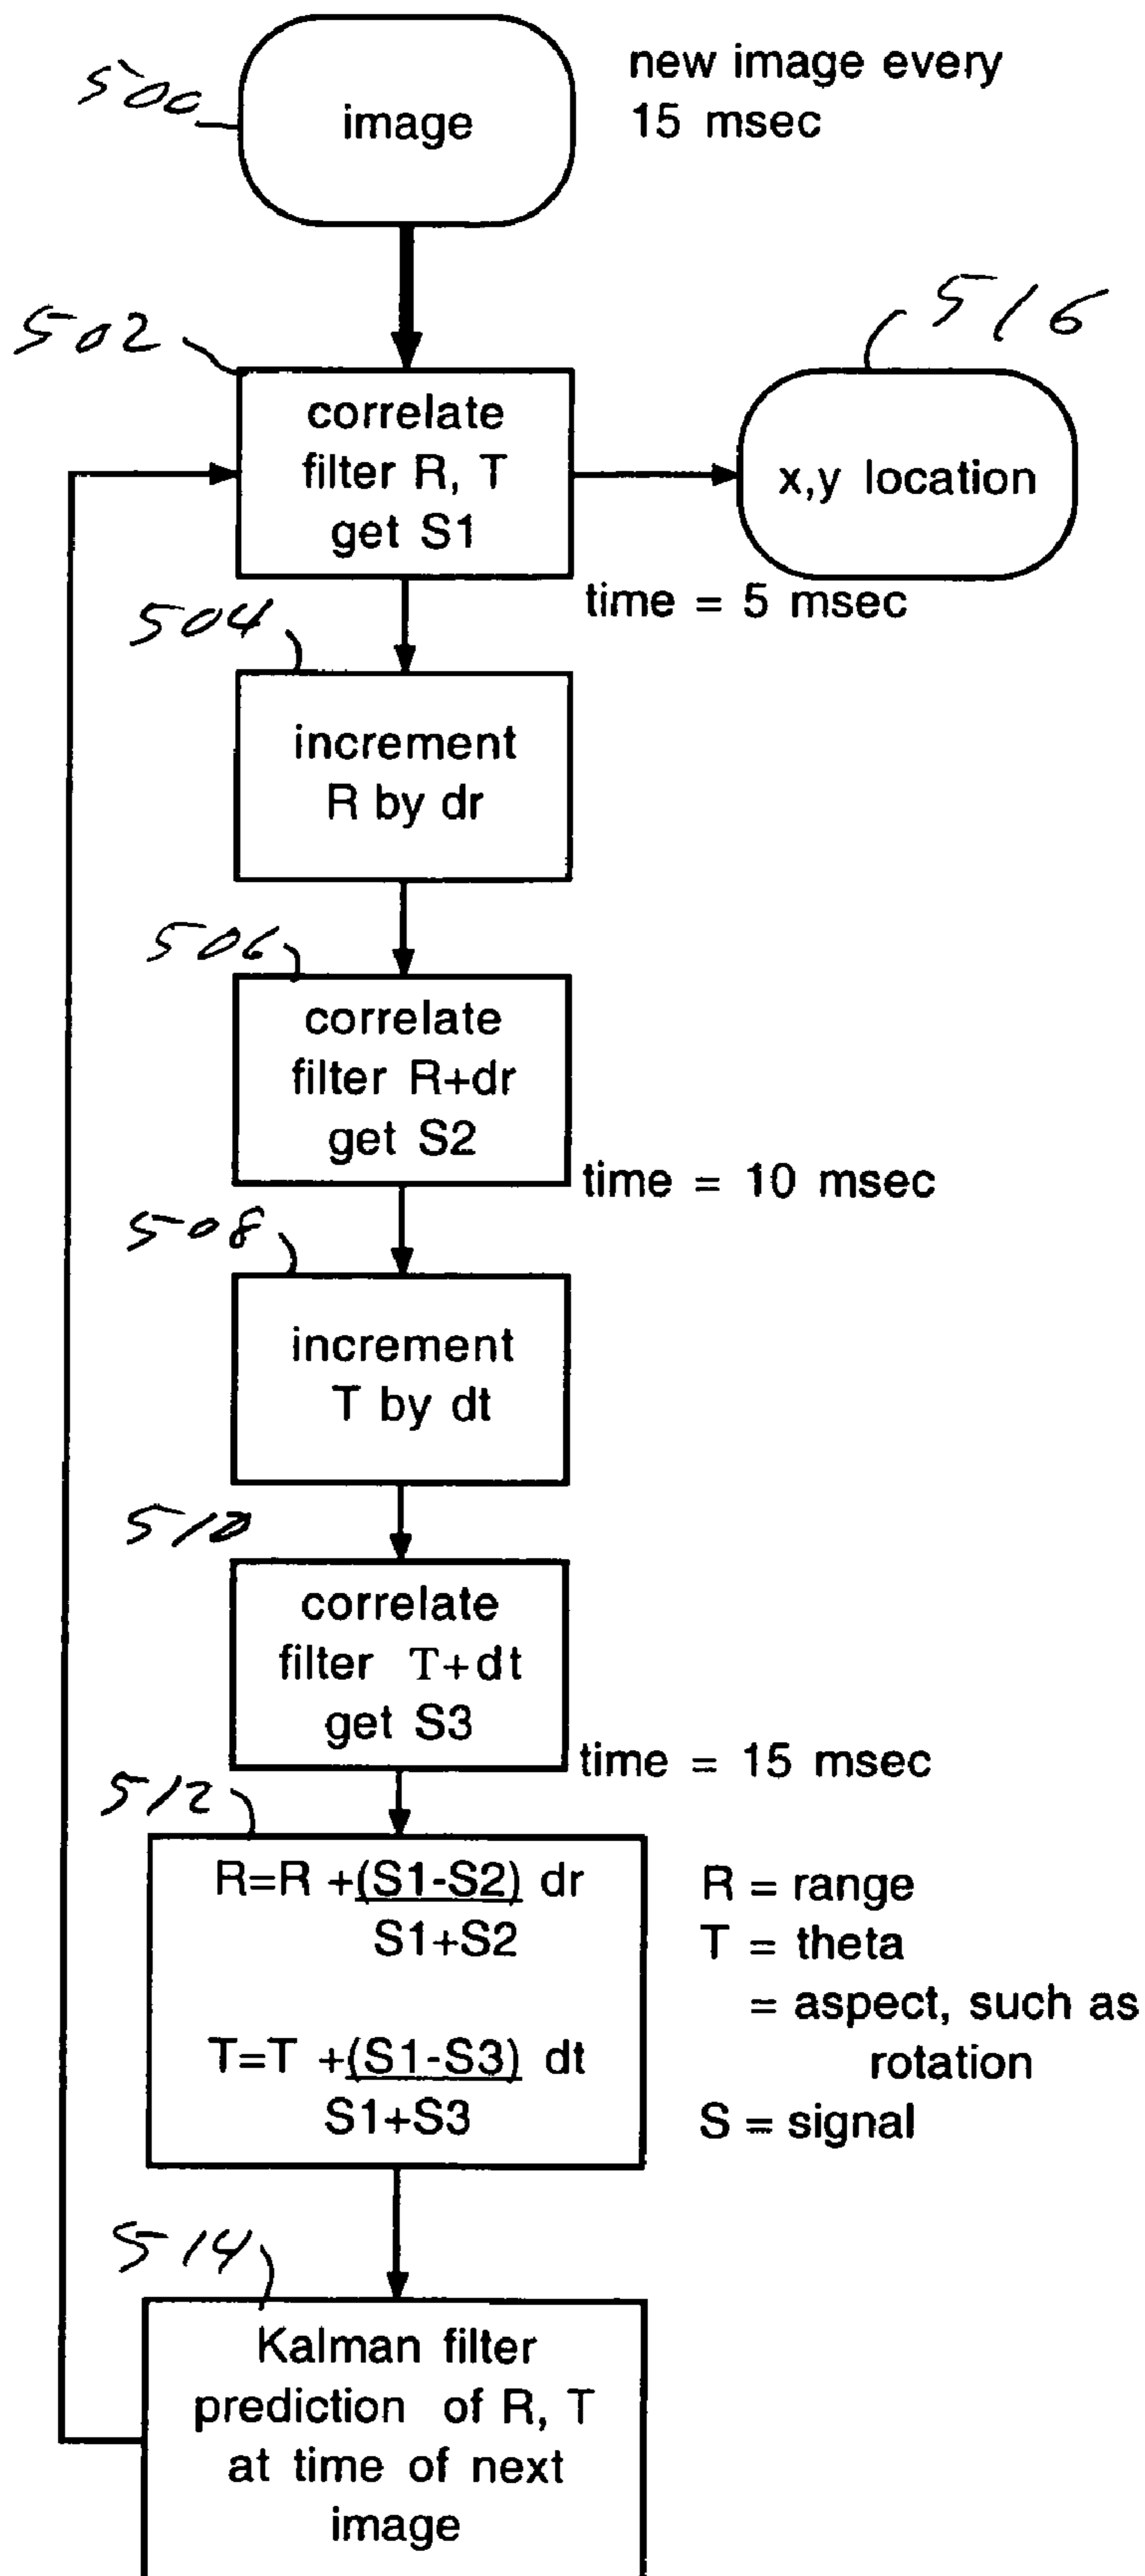 500
image
new image every
15 msec
502
correlate
filter R, T
get S1
516
x,y location
time = 5 msec
504
increment
R by dr
506
correlate
filter R+dr
get S2
time = 10 msec
508
increment
T by dt
510
correlate
filter T+dt
get S3
time = 15 msec
512
R=R +(S1-S2) dr
S1+S2
T=T +(S1-S3) dt
S1+S3
R = range
T = theta
= aspect, such as
rotation
S = signal
514
Kalman filter
prediction of R, T
at time of next
image